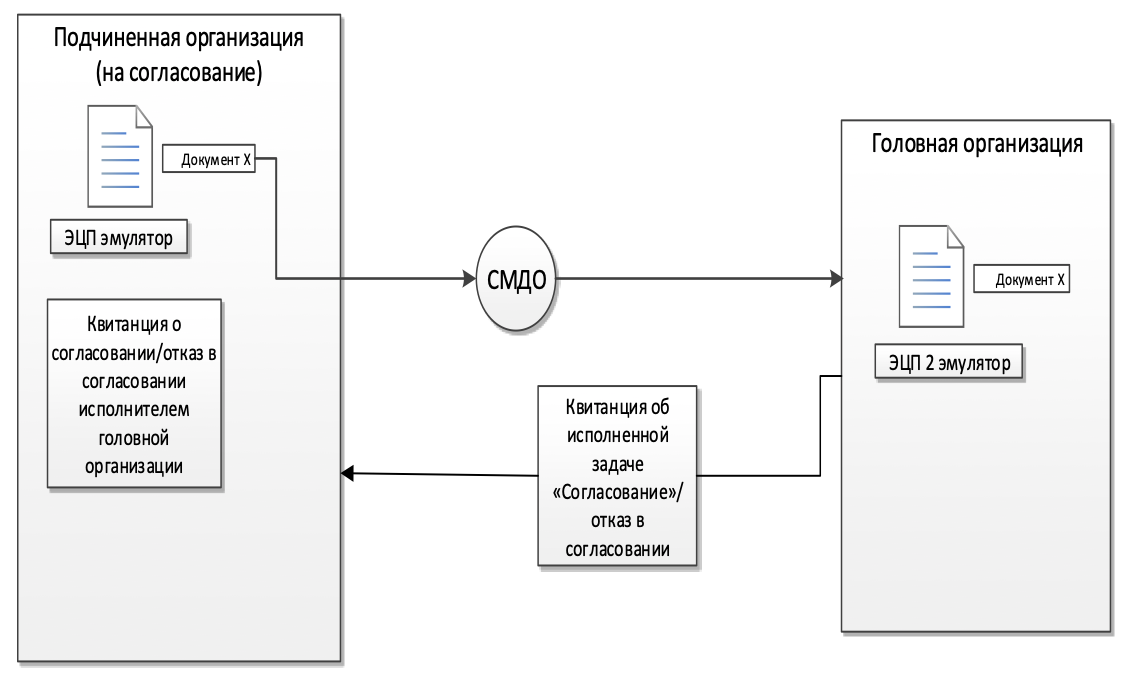 Подчиненная организация
(на согласование)
Документ X
ЭЦП эмулятор
Квитанция о
согласовании/отказ в
согласовании
исполнителем
головной
организации
СМДО
Квитанция об
исполненной
задаче
«Согласование»/
отказ в
согласовании
Головная организация
Документ X
ЭЦП 2 эмулятор